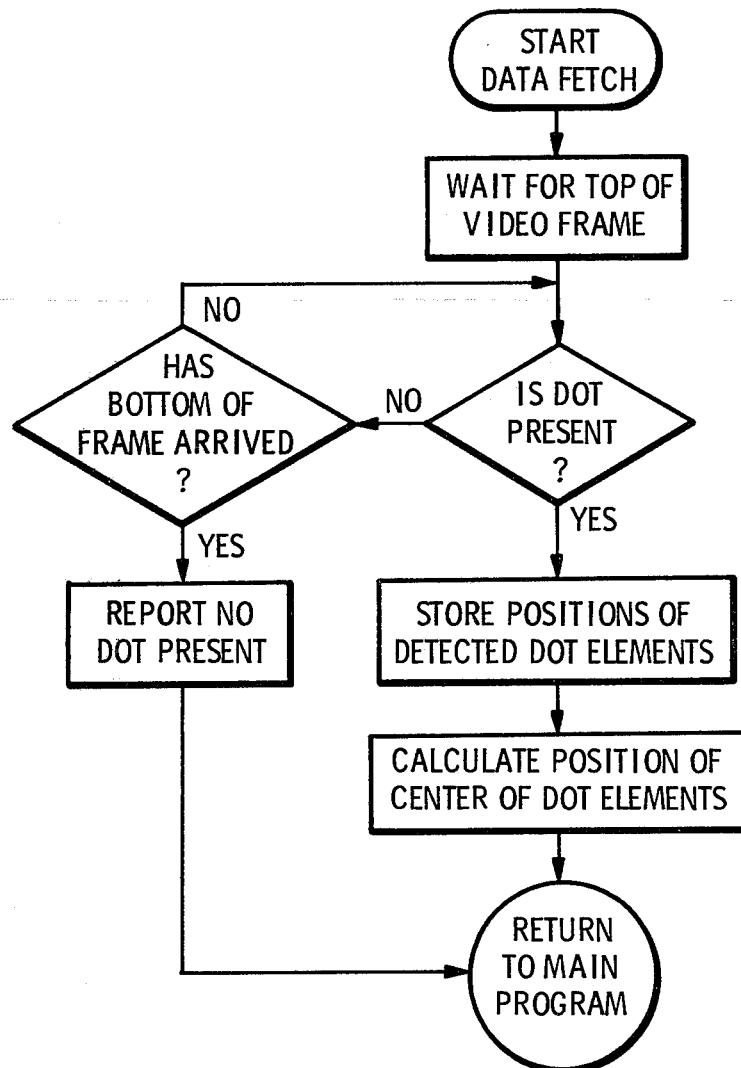 START
DATA FETCH
WAIT FOR TOP OF
VIDEO FRAME
NO
HAS
BOTTOM OF
FRAME ARRIVED
?
NO
IS DOT
PRESENT
?
YES
YES
REPORT NO
DOT PRESENT
STORE POSITIONS OF
DETECTED DOT ELEMENTS
CALCULATE POSITION OF
CENTER OF DOT ELEMENTS
RETURN
TO MAIN
PROGRAM